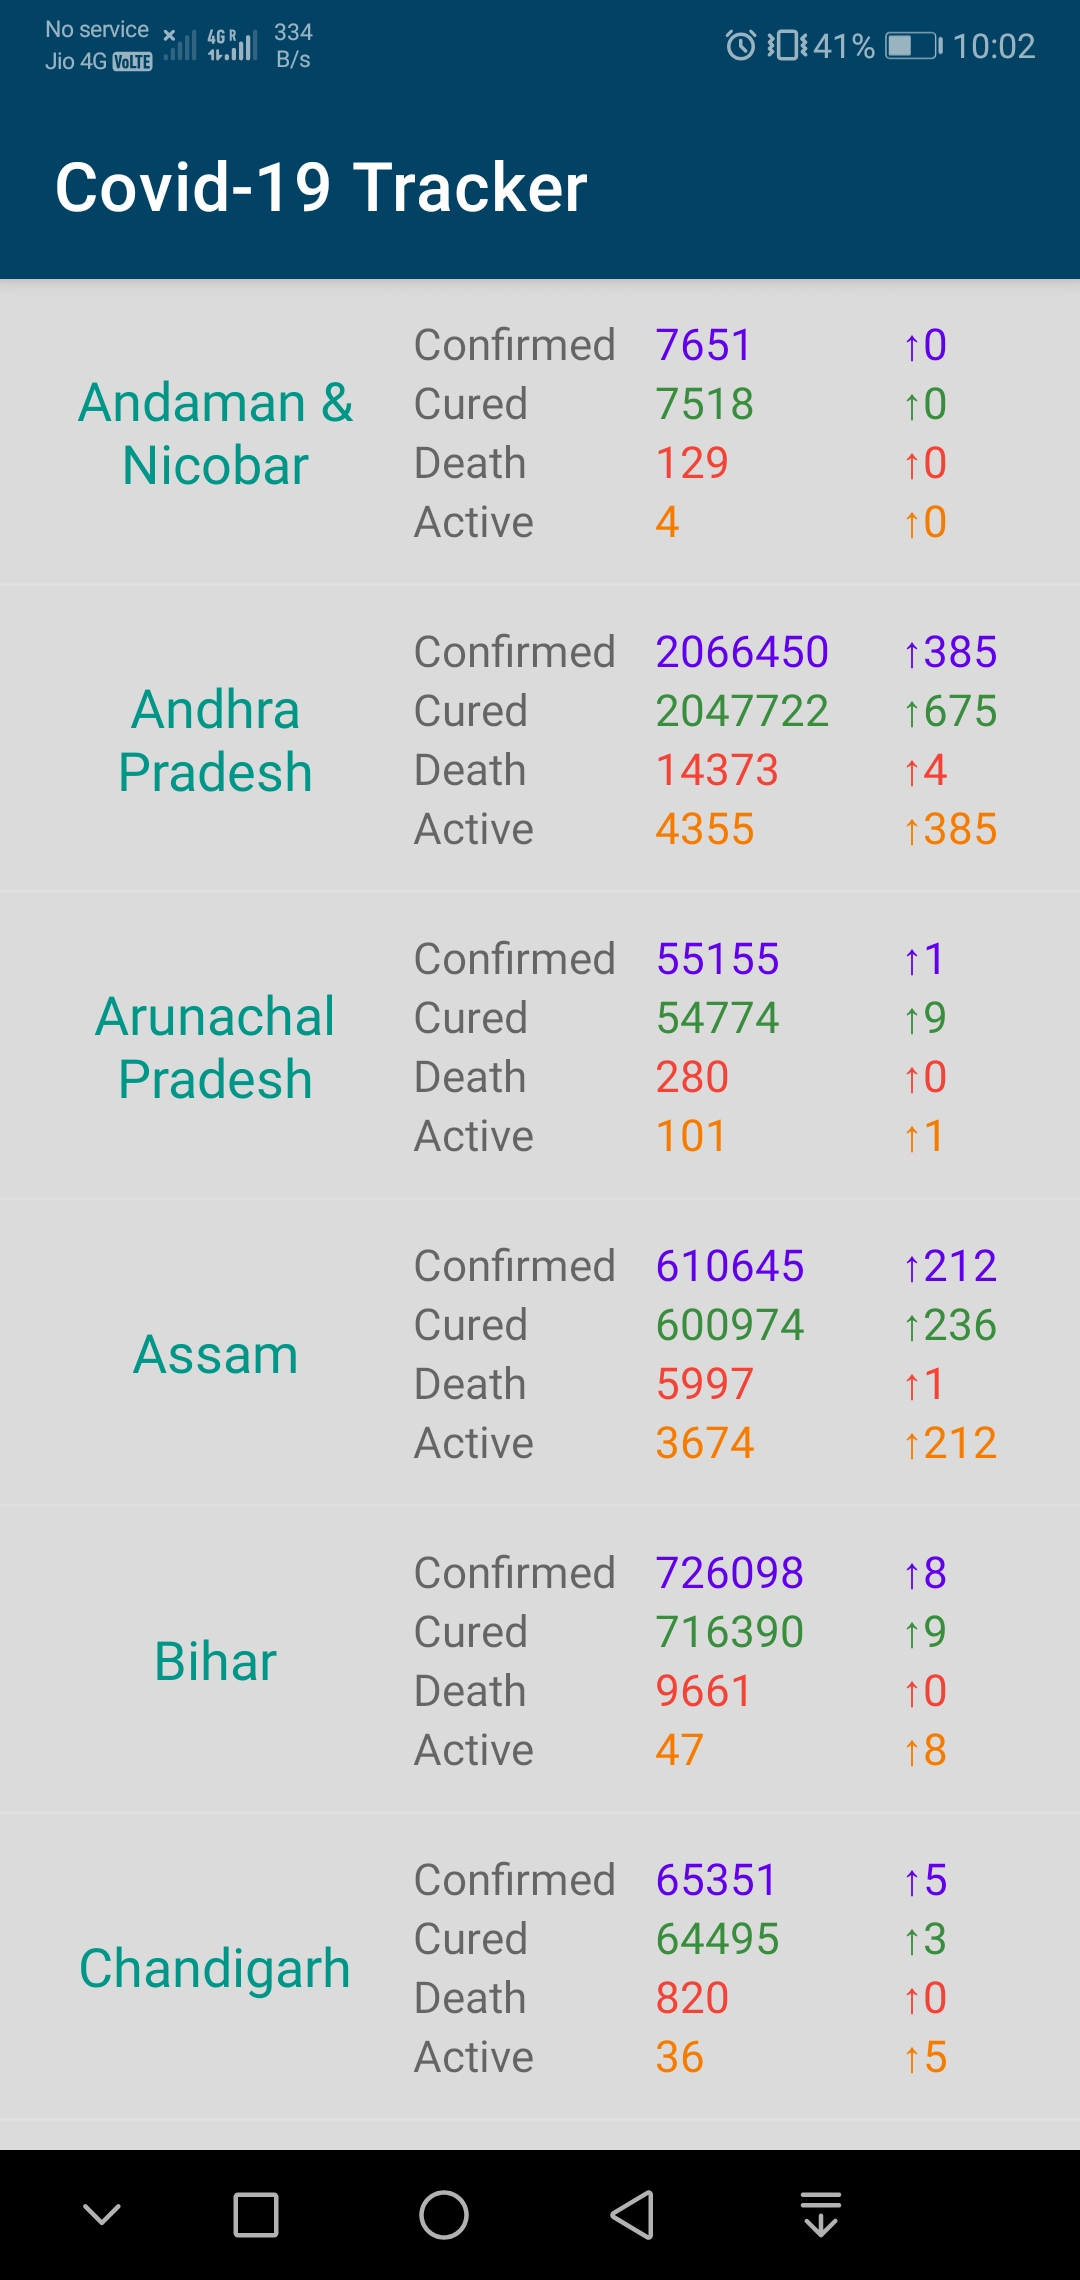 No service 4G R 334
Jio 4G VoLTE B/s 41% 10:02
Covid-19 Tracker
Andaman &
Nicobar
Confirmed 7651 ↑0
Cured 7518 ↑0
Death 129 ↑0
Active 4 ↑0
Andhra
Pradesh
Confirmed 2066450 ↑385
Cured 2047722 ↑675
Death 14373 ↑4
Active 4355 ↑385
Arunachal
Pradesh
Confirmed 55155 ↑1
Cured 54774 ↑9
Death 280 ↑0
Active 101 ↑1
Assam
Confirmed 610645 ↑212
Cured 600974 ↑236
Death 5997 ↑1
Active 3674 ↑212
Bihar
Confirmed 726098 ↑8
Cured 716390 ↑9
Death 9661 ↑0
Active 47 ↑8
Chandigarh
Confirmed 65351 ↑5
Cured 64495 ↑3
Death 820 ↑0
Active 36 ↑5